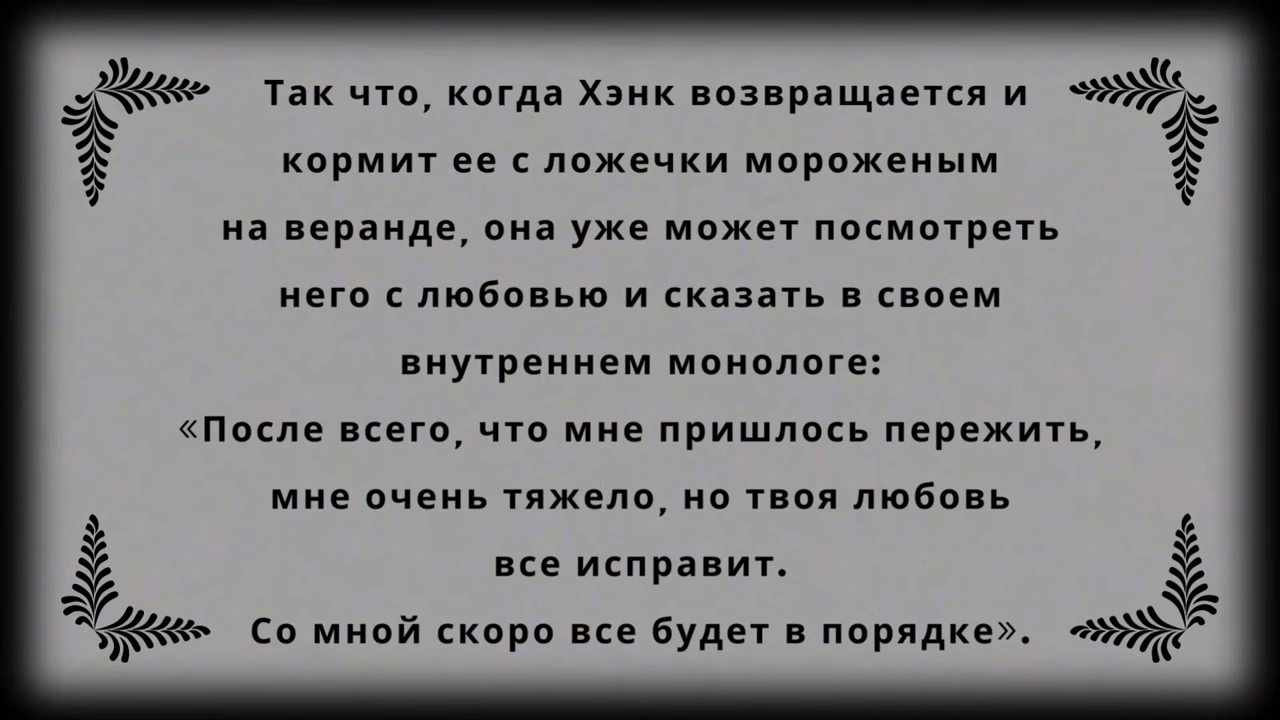 Так что, когда Хэнк возвращается и
кормит ее с ложечки мороженым
на веранде, она уже может посмотреть
него с любовью и сказать в своем
внутреннем монологе:
«После всего, что мне пришлось пережить,
мне очень тяжело, но твоя любовь
все исправит.
Со мной скоро все будет в порядке».